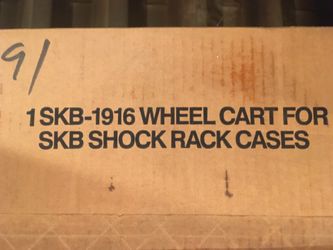 91
1 SKB-1916 WHEEL CART FOR
SKB SHOCK RACK CASES